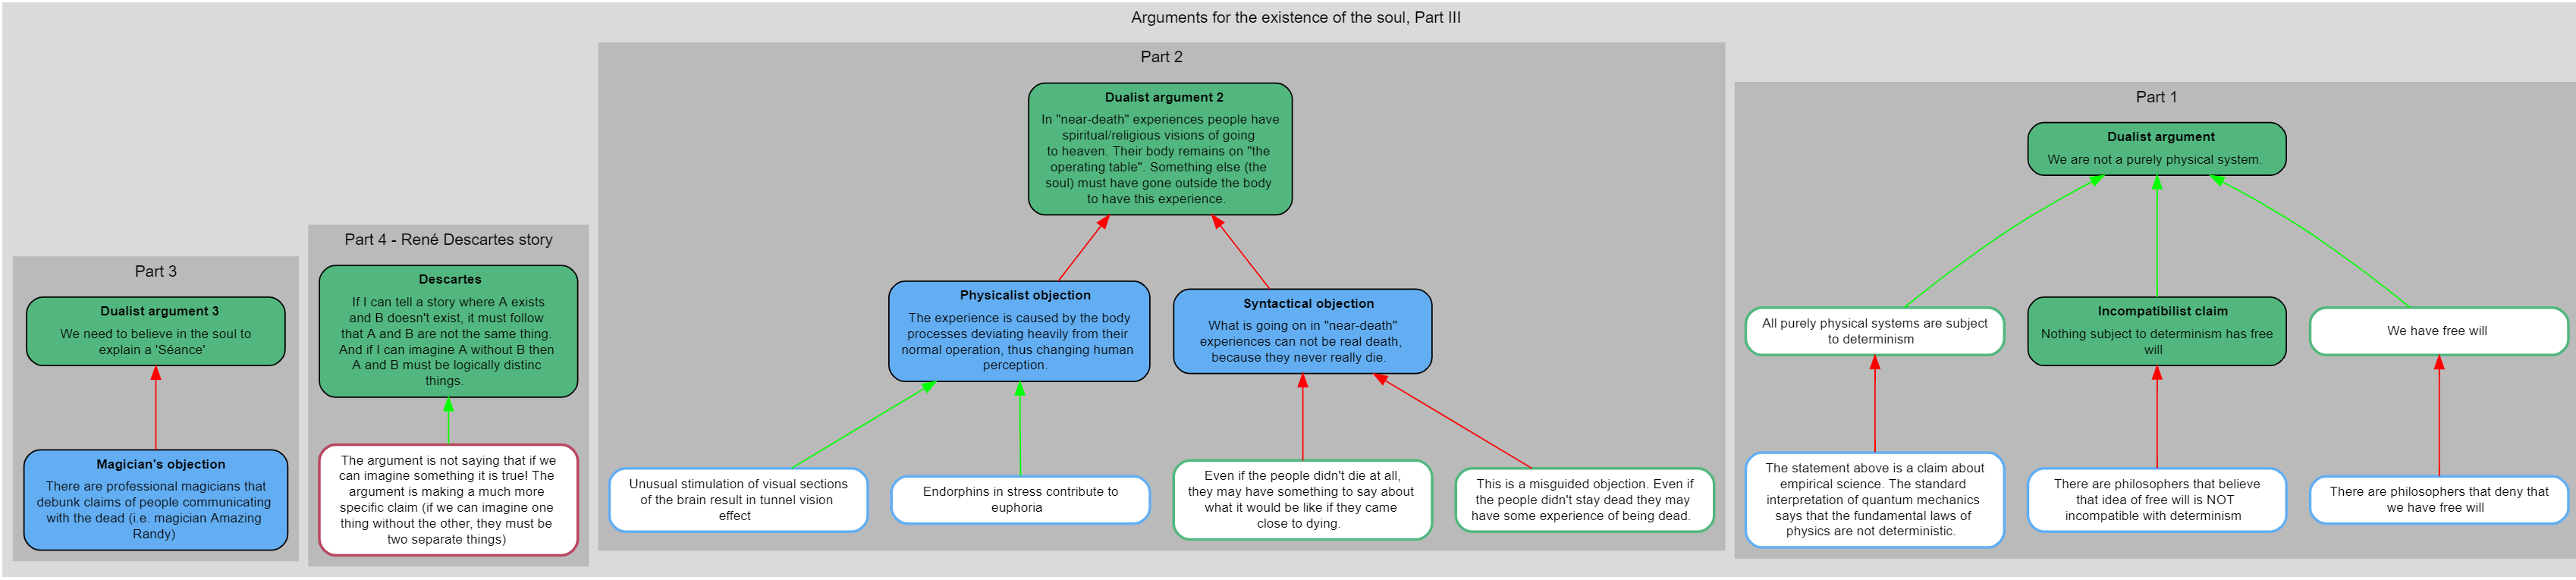 Arguments for the existence of the soul, Part III
Part 3
Dualist argument 3
We need to believe in the soul to
explain a 'Séance'
Magician's objection
There are professional magicians that
debunk claims of people communicating
with the dead (i.e. magician Amazing
Randy)
Part 4 - René Descartes story
Descartes
If I can tell a story where A exists
and B doesn't exist, it must follow
that A and B are not the same thing.
And if I can imagine A without B then
A and B must be logically distinc
things.
The argument is not saying that if we
can imagine something it is true! The
argument is making a much more
specific claim (if we can imagine one
thing without the other, they must be
two separate things)
Part 2
Dualist argument 2
In "near-death" experiences people have
spiritual/religious visions of going
to heaven. Their body remains on "the
operating table". Something else (the
soul) must have gone outside the body
to have this experience.
Physicalist objection
The experience is caused by the body
processes deviating heavily from their
normal operation, thus changing human
perception.
Syntactical objection
What is going on in "near-death"
experiences can not be real death,
because they never really die.
Unusual stimulation of visual sections
of the brain result in tunnel vision
effect
Endorphins in stress contribute to
euphoria
Even if the people didn't die at all,
they may have something to say about
what it would be like if they came
close to dying.
This is a misguided objection. Even if
the people didn't stay dead they may
have some experience of being dead.
Part 1
Dualist argument
We are not a purely physical system.
All purely physical systems are subject
to determinism
Incompatibilist claim
Nothing subject to determinism has free
will
We have free will
The statement above is a claim about
empirical science. The standard
interpretation of quantum mechanics
says that the fundamental laws of
physics are not deterministic.
There are philosophers that believe
that idea of free will is NOT
incompatible with determinism
There are philosophers that deny that
we have free will